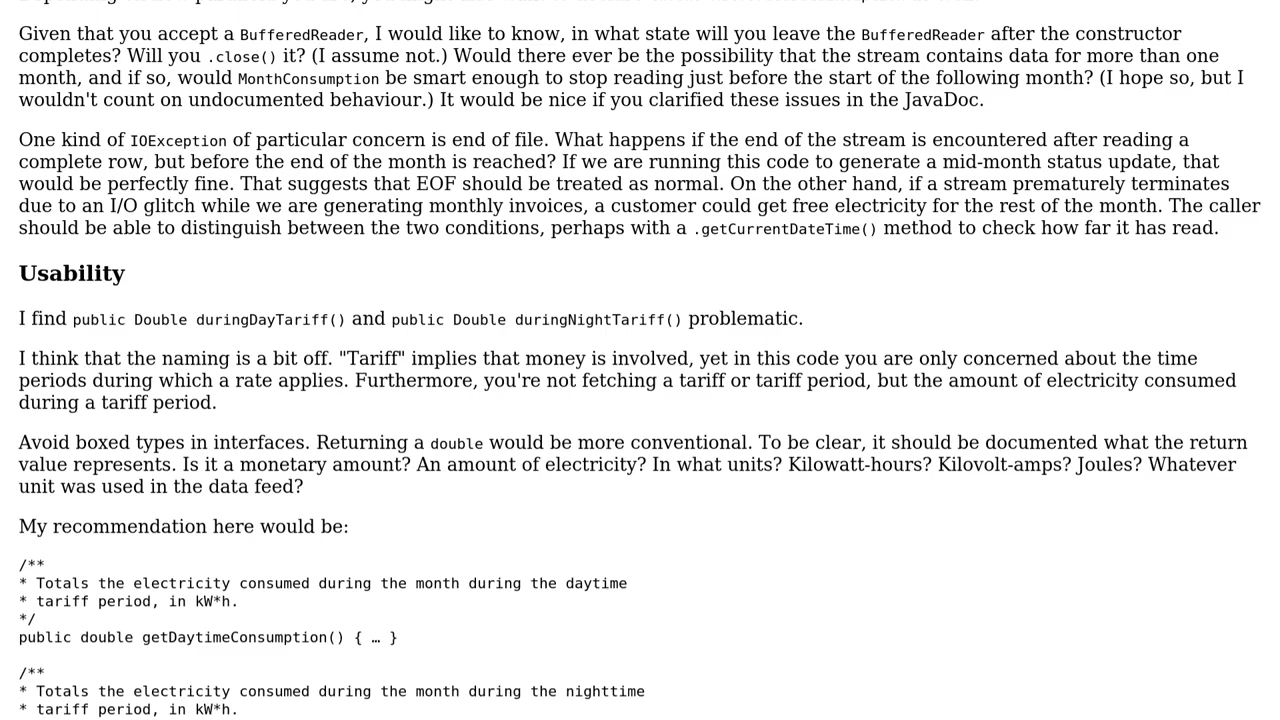 Given that you accept a BufferedReader, I would like to know, in what state will you leave the BufferedReader after the constructor
completes? Will you .close() it? (I assume not.) Would there ever be the possibility that the stream contains data for more than one
month, and if so, would MonthConsumption be smart enough to stop reading just before the start of the following month? (I hope so, but I
wouldn't count on undocumented behaviour.) It would be nice if you clarified these issues in the JavaDoc.
One kind of IOException of particular concern is end of file. What happens if the end of the stream is encountered after reading a
complete row, but before the end of the month is reached? If we are running this code to generate a mid-month status update, that
would be perfectly fine. That suggests that EOF should be treated as normal. On the other hand, if a stream prematurely terminates
due to an I/O glitch while we are generating monthly invoices, a customer could get free electricity for the rest of the month. The caller
should be able to distinguish between the two conditions, perhaps with a .getCurrentDateTime() method to check how far it has read.
Usability
I find public Double duringDayTariff() and public Double duringNightTariff() problematic.
I think that the naming is a bit off. "Tariff" implies that money is involved, yet in this code you are only concerned about the time
periods during which a rate applies. Furthermore, you're not fetching a tariff or tariff period, but the amount of electricity consumed
during a tariff period.
Avoid boxed types in interfaces. Returning a double would be more conventional. To be clear, it should be documented what the return
value represents. Is it a monetary amount? An amount of electricity? In what units? Kilowatt-hours? Kilovolt-amps? Joules? Whatever
unit was used in the data feed?
My recommendation here would be:
/**
* Totals the electricity consumed during the month during the daytime
* tariff period, in kW*h.
*/
public double getDaytimeConsumption() { … }
/**
* Totals the electricity consumed during the month during the nighttime
* tariff period, in kW*h.